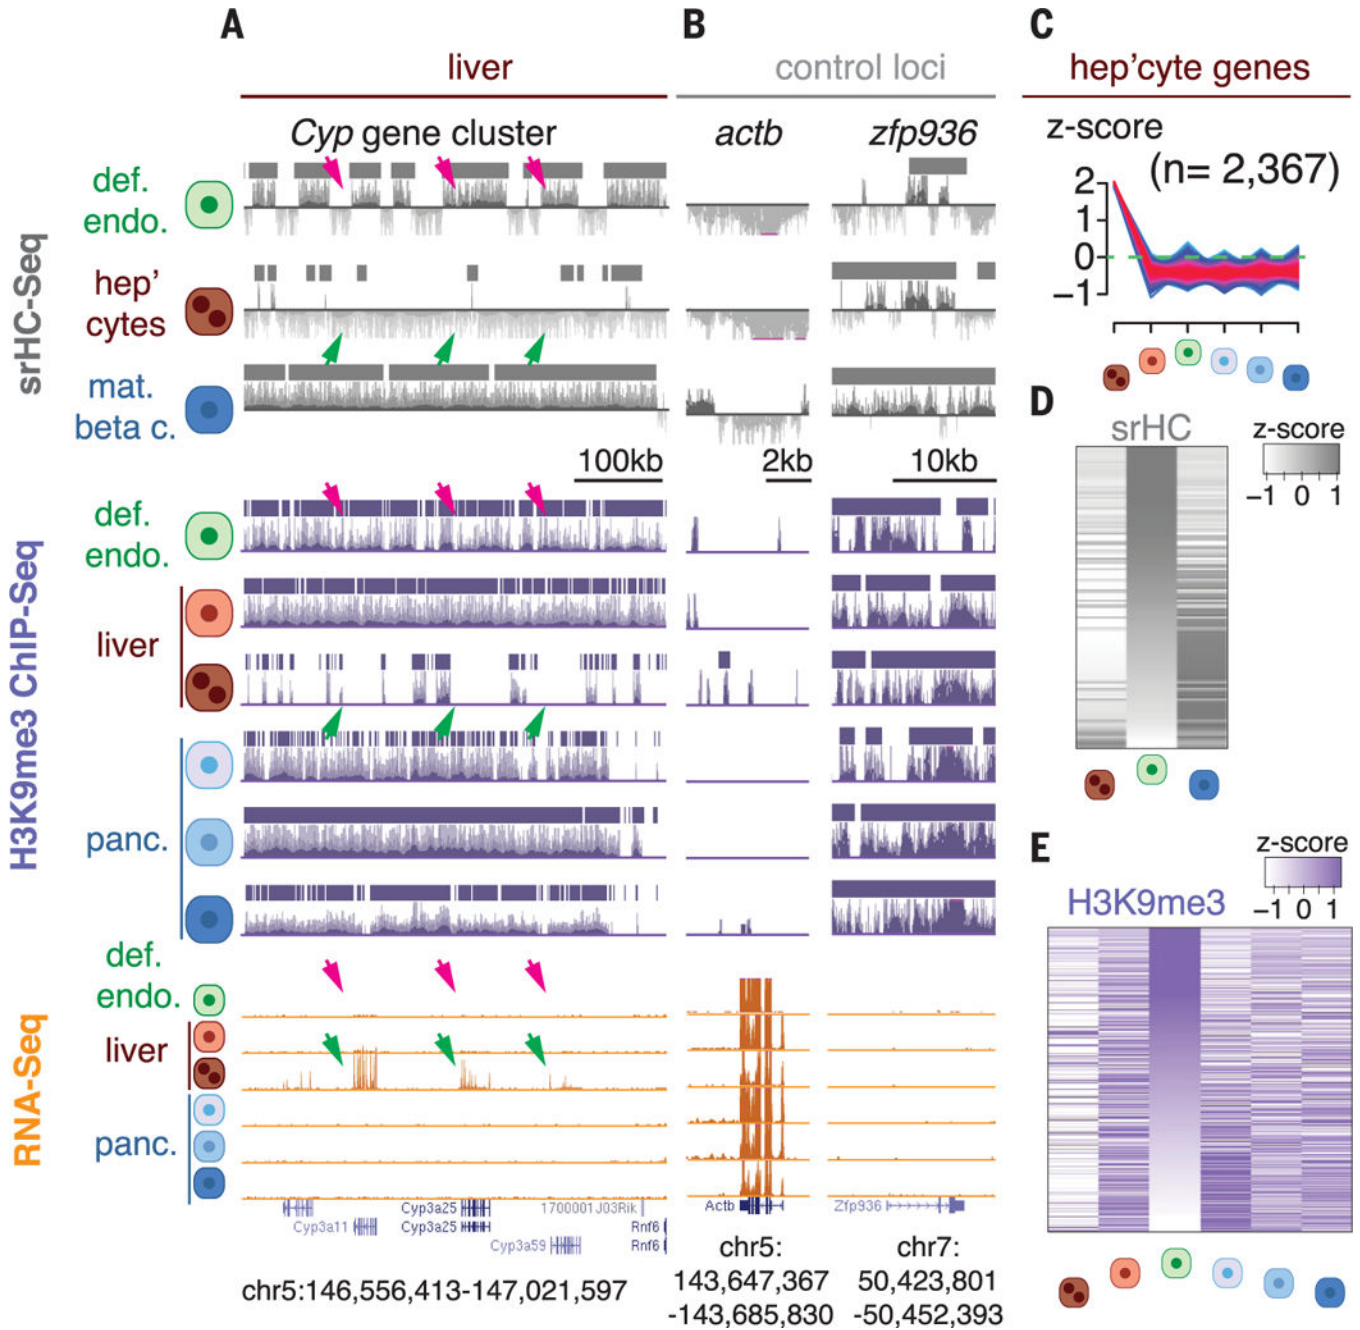 A
B
C
liver
control loci
hep'cyte genes
Cyp gene cluster
actb
zfp936
z-score
(n= 2,367)
2
1
0
−1
srHC-Seq
def.
endo.
hep'
cytes
mat.
beta c.
100kb
2kb
10kb
D
srHC
z-score
−1 0 1
H3K9me3 ChIP-Seq
def.
endo.
liver
panc.
E
H3K9me3
z-score
−1 0 1
RNA-Seq
def.
endo.
liver
panc.
Cyp3a25
1700001J03Rik
Actb
Zfp936
Cyp3a11
Cyp3a25
Rnf6
Cyp3a59
Rnf6
chr5:146,556,413-147,021,597
chr5:
143,647,367
-143,685,830
chr7:
50,423,801
-50,452,393